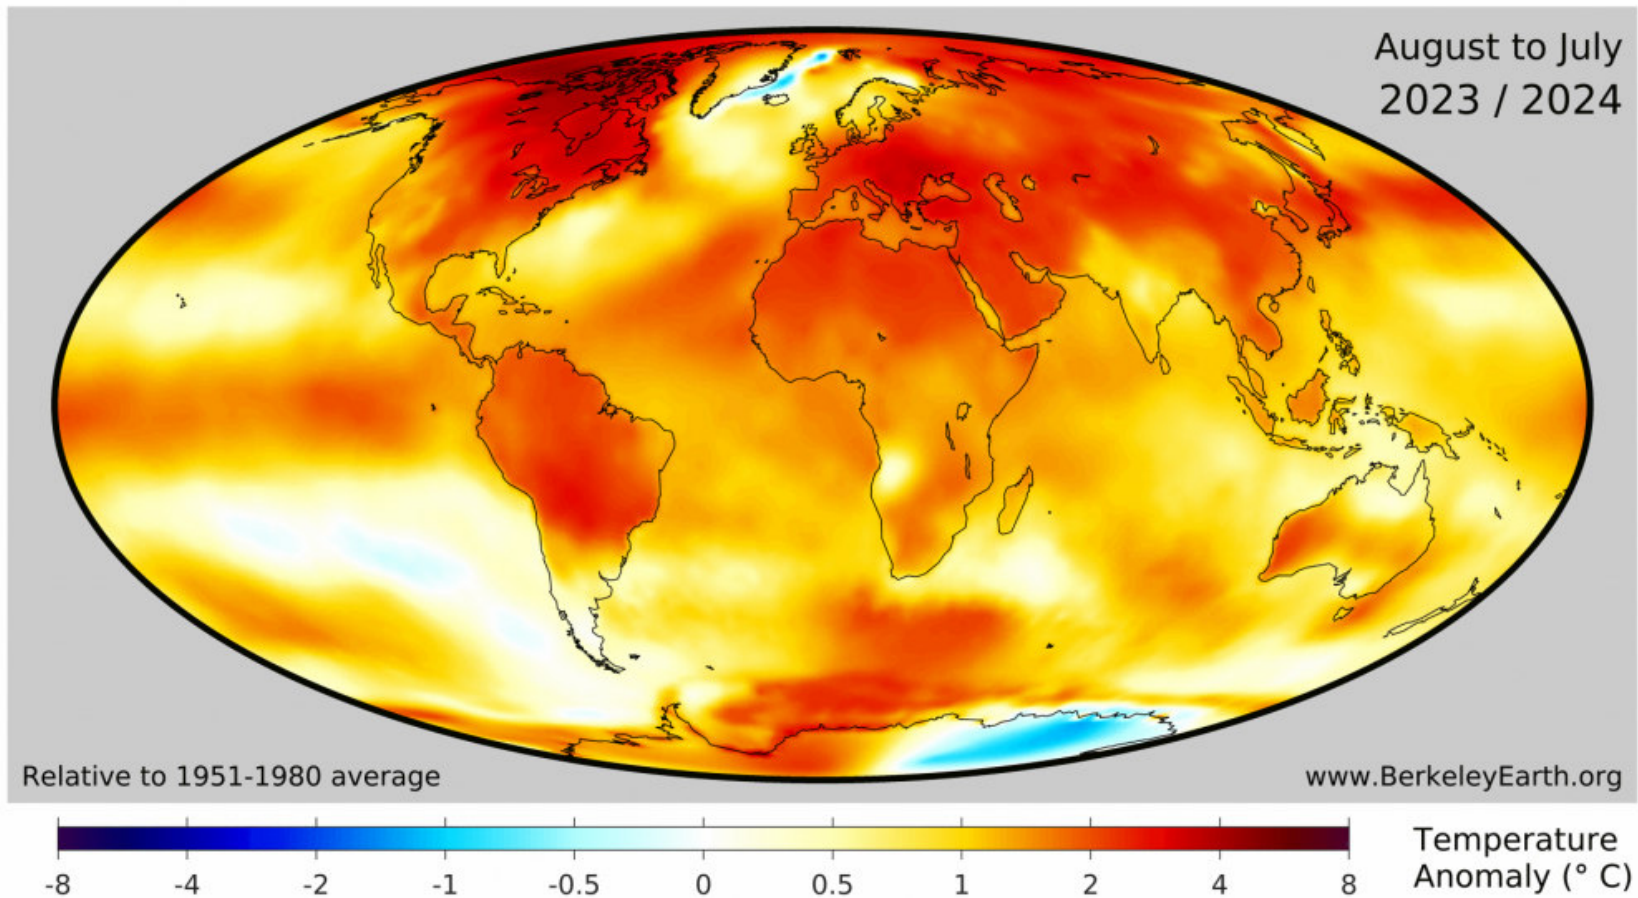 August to July
2023 / 2024
Relative to 1951-1980 average
www.BerkeleyEarth.org
-8 -4 -2 -1 -0.5 0 0.5 1 2 4 8
Temperature
Anomaly (° C)